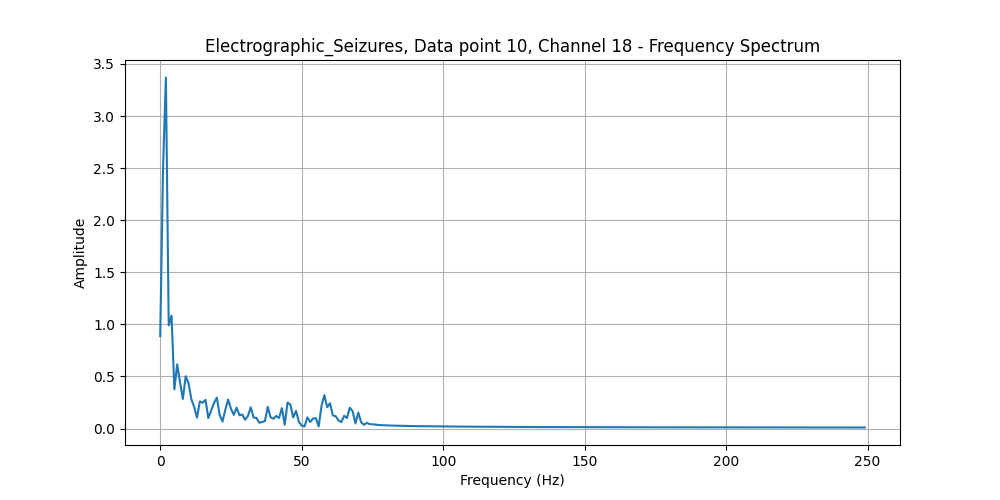 Electrographic_Seizures, Data point 10, Channel 18 - Frequency Spectrum
3.5
3.0
2.5
2.0
1.5
1.0
0.5
0.0
Amplitude
0 50 100 150 200 250
Frequency (Hz)